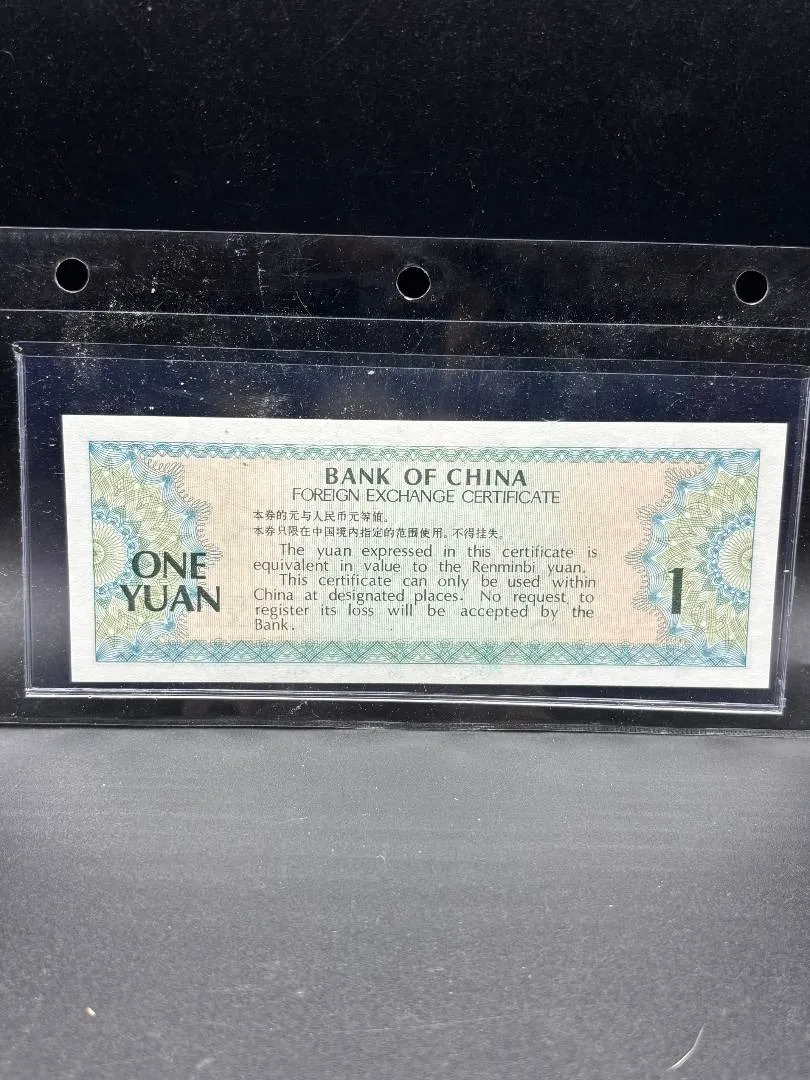 BANK OF CHINA
FOREIGN EXCHANGE CERTIFICATE
本券的元与人民币元等值。
本券只限在中国境内指定的范围使用。不得挂失。
The yuan expressed in this certificate is
equivalent in value to the Renminbi yuan.
This certificate can only be used within
China at designated places. No request to
register its loss will be accepted by the
Bank.
ONE
YUAN
1